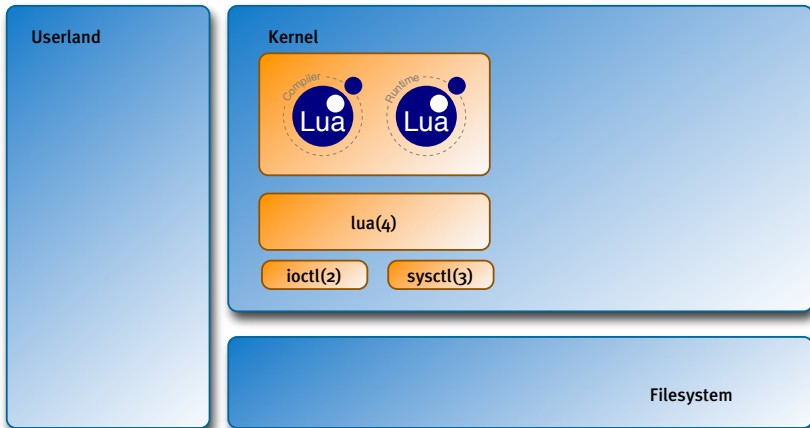 Userland
Kernel
Compiler
Lua
Runtime
Lua
lua(4)
ioctl(2)
sysctl(3)
Filesystem